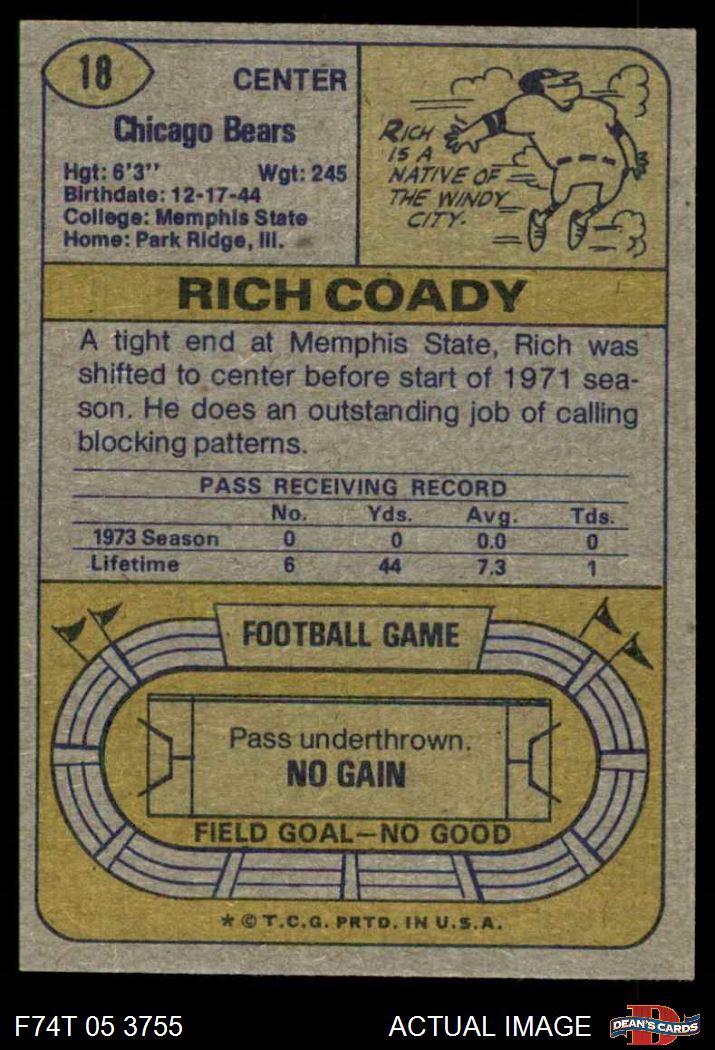 18
CENTER
Chicago Bears
Hgt: 6'3" Wgt: 245
Birthdate: 12-17-44
College: Memphis State
Home: Park Ridge, Ill.
RICH
IS A
NATIVE OF
THE WINDY
CITY.
RICH COADY
A tight end at Memphis State, Rich was
shifted to center before start of 1971 sea-
son. He does an outstanding job of calling
blocking patterns.
PASS RECEIVING RECORD
No. Yds. Avg. Tds.
1973 Season 0 0 0.0 0
Lifetime 6 44 7.3 1
FOOTBALL GAME
Pass underthrown.
NO GAIN
FIELD GOAL—NO GOOD
* © T.C.G. PRTD. IN U.S.A.
F74T 05 3755 ACTUAL IMAGE
D
DEAN'S CARDS